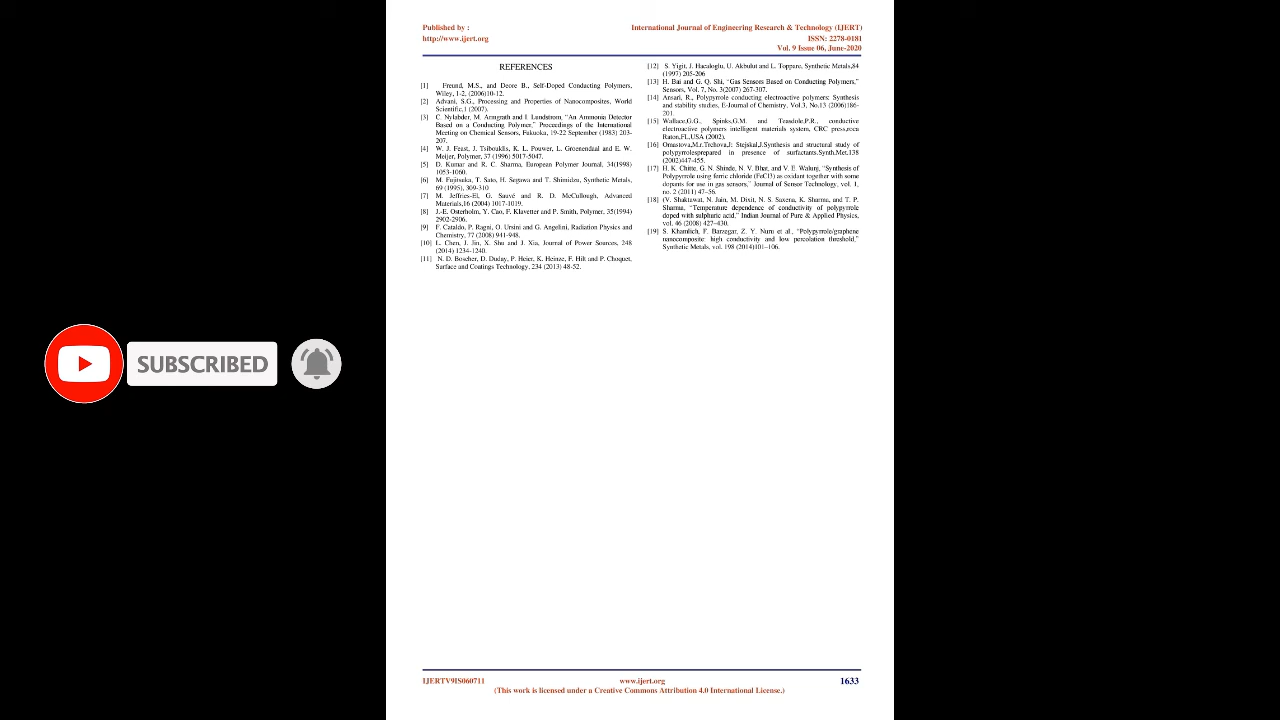 Published by :
http://www.ijert.org
International Journal of Engineering Research & Technology (IJERT)
ISSN: 2278-0181
Vol. 9 Issue 06, June-2020
REFERENCES
[1] Freund, M.S., and Deore B., Self-Doped Conducting Polymers,
Wiley, 1-2, (2006)10-12.
[2] Advani, S.G., Processing and Properties of Nanocomposites, World
Scientific,1 (2007).
[3] C. Nylabder, M. Armgrath and I. Lundstrom, “An Ammonia Detector
Based on a Conducting Polymer,” Proceedings of the International
Meeting on Chemical Sensors, Fukuoka, 19-22 September (1983) 203-
207.
[4] W. J. Feast, J. Tsibouklis, K. L. Pouwer, L. Groenendaal and E. W.
Meijer, Polymer, 37 (1996) 5017-5047.
[5] D. Kumar and R. C. Sharma, European Polymer Journal, 34(1998)
1053-1060.
[6] M. Fujitsuka, T. Sato, H. Segawa and T. Shimidzu, Synthetic Metals,
69 (1995), 309-310
[7] M. Jeffries-El, G. Sauvé and R. D. McCullough, Advanced
Materials,16 (2004) 1017-1019.
[8] J.-E. Osterholm, Y. Cao, F. Klavetter and P. Smith, Polymer, 35(1994)
2902-2906.
[9] F. Cataldo, P. Ragni, O. Ursini and G. Angelini, Radiation Physics and
Chemistry, 77 (2008) 941-948.
[10] L. Chen, J. Jin, X. Shu and J. Xia, Journal of Power Sources, 248
(2014) 1234-1240.
[11] N. D. Boscher, D. Duday, P. Heier, K. Heinze, F. Hilt and P. Choquet,
Surface and Coatings Technology, 234 (2013) 48-52.
[12] S. Yigit, J. Hacaloglu, U. Akbulut and L. Toppare, Synthetic Metals,84
(1997) 205-206
[13] H. Bai and G. Q. Shi, “Gas Sensors Based on Conducting Polymers,”
Sensors, Vol. 7, No. 3(2007) 267-307.
[14] Ansari, R., Polypyrrole conducting electroactive polymers: Synthesis
and stability studies, E-Journal of Chemistry, Vol.3, No.13 (2006)186-
201.
[15] Wallace,G.G., Spinks,G.M. and Teasdole,P.R., conductive
electroactive polymers intelligent materials system, CRC press,roca
Raton,FL,USA (2002).
[16] Omastova,M.r.Trchova,J: Stejskal,J.Synthesis and structural study of
polypyrrolesprepared in presence of surfactants.Synth.Met,138
(2002)447-455.
[17] H. K. Chitte, G. N. Shinde, N. V. Bhat, and V. E. Walunj, “Synthesis of
Polypyrrole using ferric chloride (FeCl3) as oxidant together with some
dopants for use in gas sensors,” Journal of Sensor Technology, vol. 1,
no. 2 (2011) 47–56.
[18] (V. Shaktawat, N. Jain, M. Dixit, N. S. Saxena, K. Sharma, and T. P.
Sharma, “Temperature dependence of conductivity of polypyrrole
doped with sulphuric acid,” Indian Journal of Pure & Applied Physics,
vol. 46 (2008) 427–430.
[19] S. Khamlich, F. Barzegar, Z. Y. Nuru et al., “Polypyrrole/graphene
nanocomposite: high conductivity and low percolation threshold,”
Synthetic Metals, vol. 198 (2014)101–106.
SUBSCRIBED
IJERTV9IS060711
www.ijert.org
1633
(This work is licensed under a Creative Commons Attribution 4.0 International License.)